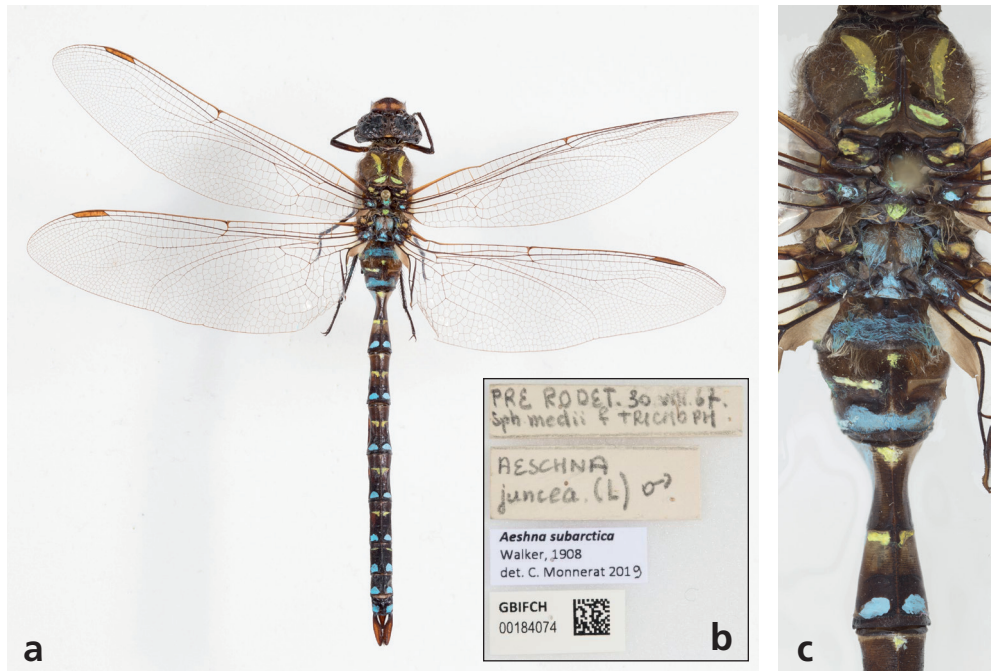 PRE RODET. 30 VIII. 67.
Sph medii f TRICHOPH
AESCHNA
juncea. (L) ♂.
Aeshna subarctica
Walker, 1908
det. C. Monnerat 2019
GBIFCH
00184074
a
b
c